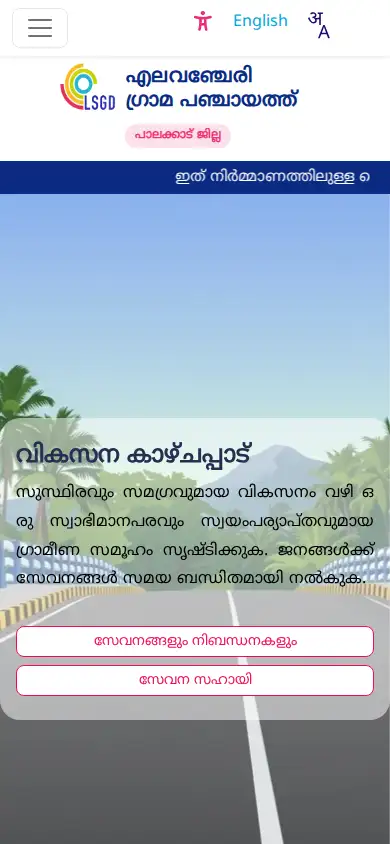 English
अ
A
LSGD
എലവഞ്ചേരി
ഗ്രാമ പഞ്ചായത്ത്
പാലക്കാട് ജില്ല
ഇത് നിർമ്മാണത്തിലുള്ള
വികസന കാഴ്ചപ്പാട്
സുസ്ഥിരവും സമഗ്രവുമായ വികസനം വഴി ഒ
രു സ്വാഭിമാനപരവും സ്വയംപര്യാപ്തവുമായ
ഗ്രാമീണ സമൂഹം സൃഷ്ടിക്കുക. ജനങ്ങൾക്ക്
സേവനങ്ങൾ സമയ ബന്ധിതമായി നൽകുക.
സേവനങ്ങളും നിബന്ധനകളും
സേവന സഹായി